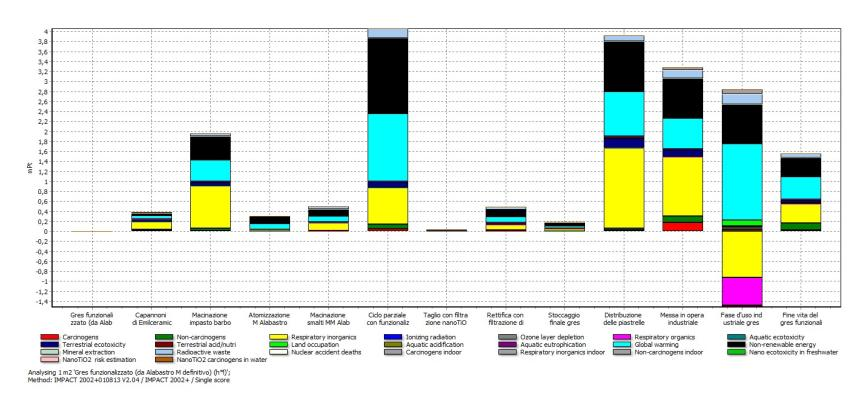 4
3,8
3,6
3,4
3,2
3
2,8
2,6
2,4
2,2
2
1,8
1,6
1,4
1,2
1
0,8
0,6
0,4
0,2
0
-0,2
-0,4
-0,6
-0,8
-1
-1,2
-1,4
mPt
Gres funzionali
zzato (da Alab
Capannoni
di Emilceramic
Macinazione
impasto barbo
Atomizzazione
M Alabastro
Macinazione
smalti MM Alab
Ciclo parziale
con funzionaliz
Taglio con filtra
zione nanoTiO
Rettifica con
filtrazione di
Stoccaggio
finale gres
Distribuzione
delle piastrelle
Messa in opera
industriale
Fase d'uso ind
ustriale gres
Fine vita del
gres funzionali
Carcinogens
Non-carcinogens
Respiratory inorganics
Ionizing radiation
Ozone layer depletion
Respiratory organics
Aquatic ecotoxicity
Terrestrial ecotoxicity
Terrestrial acid/nutri
Land occupation
Aquatic acidification
Aquatic eutrophication
Global warming
Non-renewable energy
Mineral extraction
Radioactive waste
Nuclear accident deaths
Carcinogens indoor
Respiratory inorganics indoor
Non-carcinogens indoor
Nano ecotoxicity in freshwater
NanoTiO2 risk estimation
NanoTiO2 carcinogens in water
Analysing 1 m2 'Gres funzionalizzato (da Alabastro M definitivo) (h*l)';
Method: IMPACT 2002+010813 V2.04 / IMPACT 2002+ / Single score